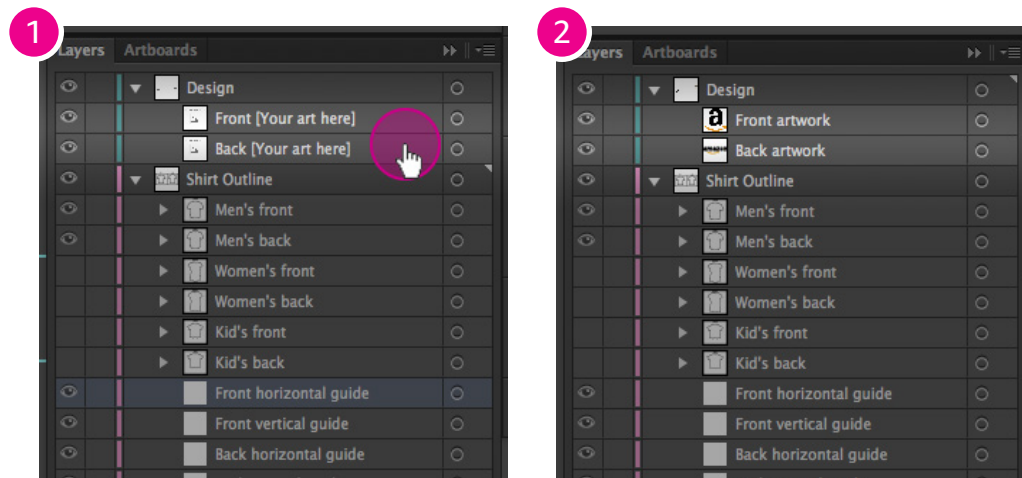 1
Layers Artboards
Design
Front [Your art here]
Back [Your art here]
Shirt Outline
Men's front
Men's back
Women's front
Women's back
Kid's front
Kid's back
Front horizontal guide
Front vertical guide
Back horizontal guide
2
Layers Artboards
Design
a Front artwork
Back artwork
Shirt Outline
Men's front
Men's back
Women's front
Women's back
Kid's front
Kid's back
Front horizontal guide
Front vertical guide
Back horizontal guide